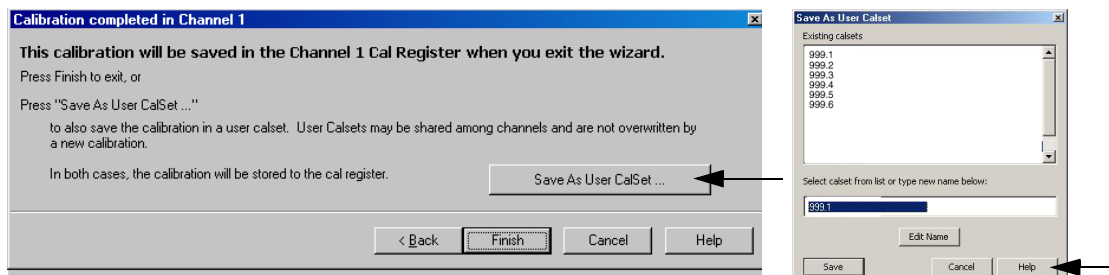 Calibration completed in Channel 1
This calibration will be saved in the Channel 1 Cal Register when you exit the wizard.
Press Finish to exit, or
Press "Save As User CalSet ..."
to also save the calibration in a user calset. User Calsets may be shared among channels and are not overwritten by
a new calibration.
In both cases, the calibration will be stored to the cal register.
Save As User CalSet ...
< Back
Finish
Cancel
Help
Save As User Calset
Existing calsets
999.1
999.2
999.3
999.4
999.5
999.6
Select calset from list or type new name below:
999.1
Edit Name
Save
Cancel
Help